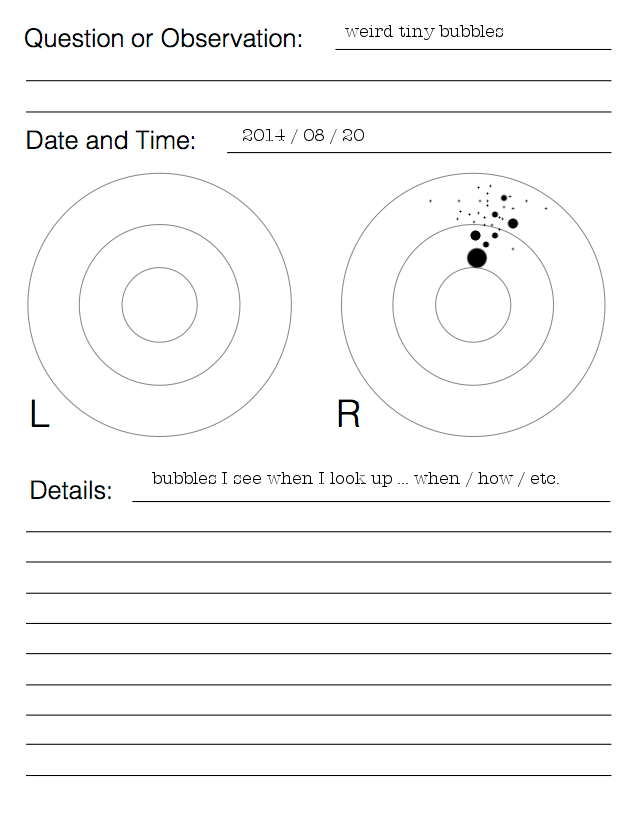 Question or Observation: weird tiny bubbles
Date and Time: 2014 / 08 / 20
L R
Details: bubbles I see when I look up ... when / how / etc.